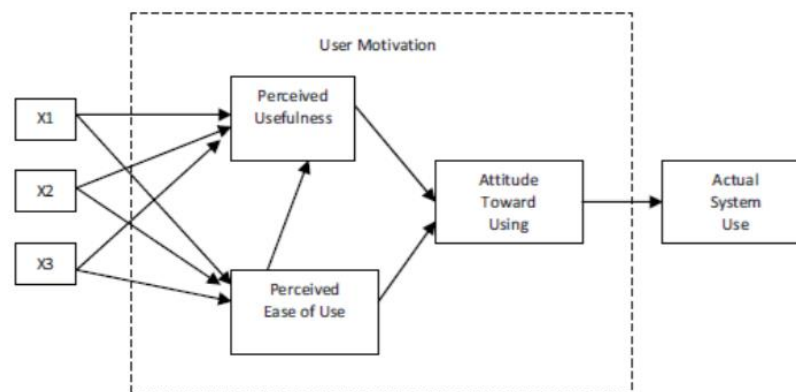 User Motivation
Perceived
Usefulness
X1
X2
X3
Attitude
Toward
Using
Actual
System
Use
Perceived
Ease of Use